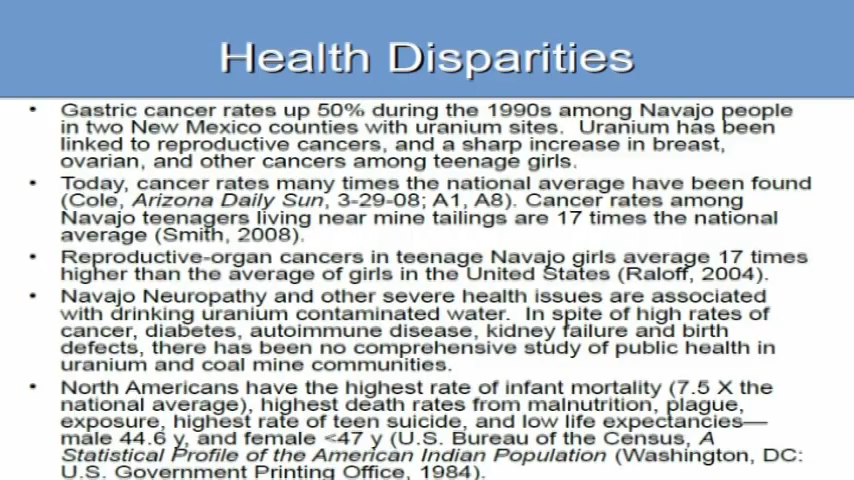 Health Disparities
• Gastric cancer rates up 50% during the 1990s among Navajo people
in two New Mexico counties with uranium sites. Uranium has been
linked to reproductive cancers, and a sharp increase in breast,
ovarian, and other cancers among teenage girls.
• Today, cancer rates many times the national average have been found
(Cole, Arizona Daily Sun, 3-29-08; A1, A8). Cancer rates among
Navajo teenagers living near mine tailings are 17 times the national
average (Smith, 2008).
• Reproductive-organ cancers in teenage Navajo girls average 17 times
higher than the average of girls in the United States (Raloff, 2004).
• Navajo Neuropathy and other severe health issues are associated
with drinking uranium contaminated water. In spite of high rates of
cancer, diabetes, autoimmune disease, kidney failure and birth
defects, there has been no comprehensive study of public health in
uranium and coal mine communities.
• North Americans have the highest rate of infant mortality (7.5 X the
national average), highest death rates from malnutrition, plague,
exposure, highest rate of teen suicide, and low life expectancies—
male 44.6 y, and female <47 y (U.S. Bureau of the Census, A
Statistical Profile of the American Indian Population (Washington, DC:
U.S. Government Printing Office, 1984).